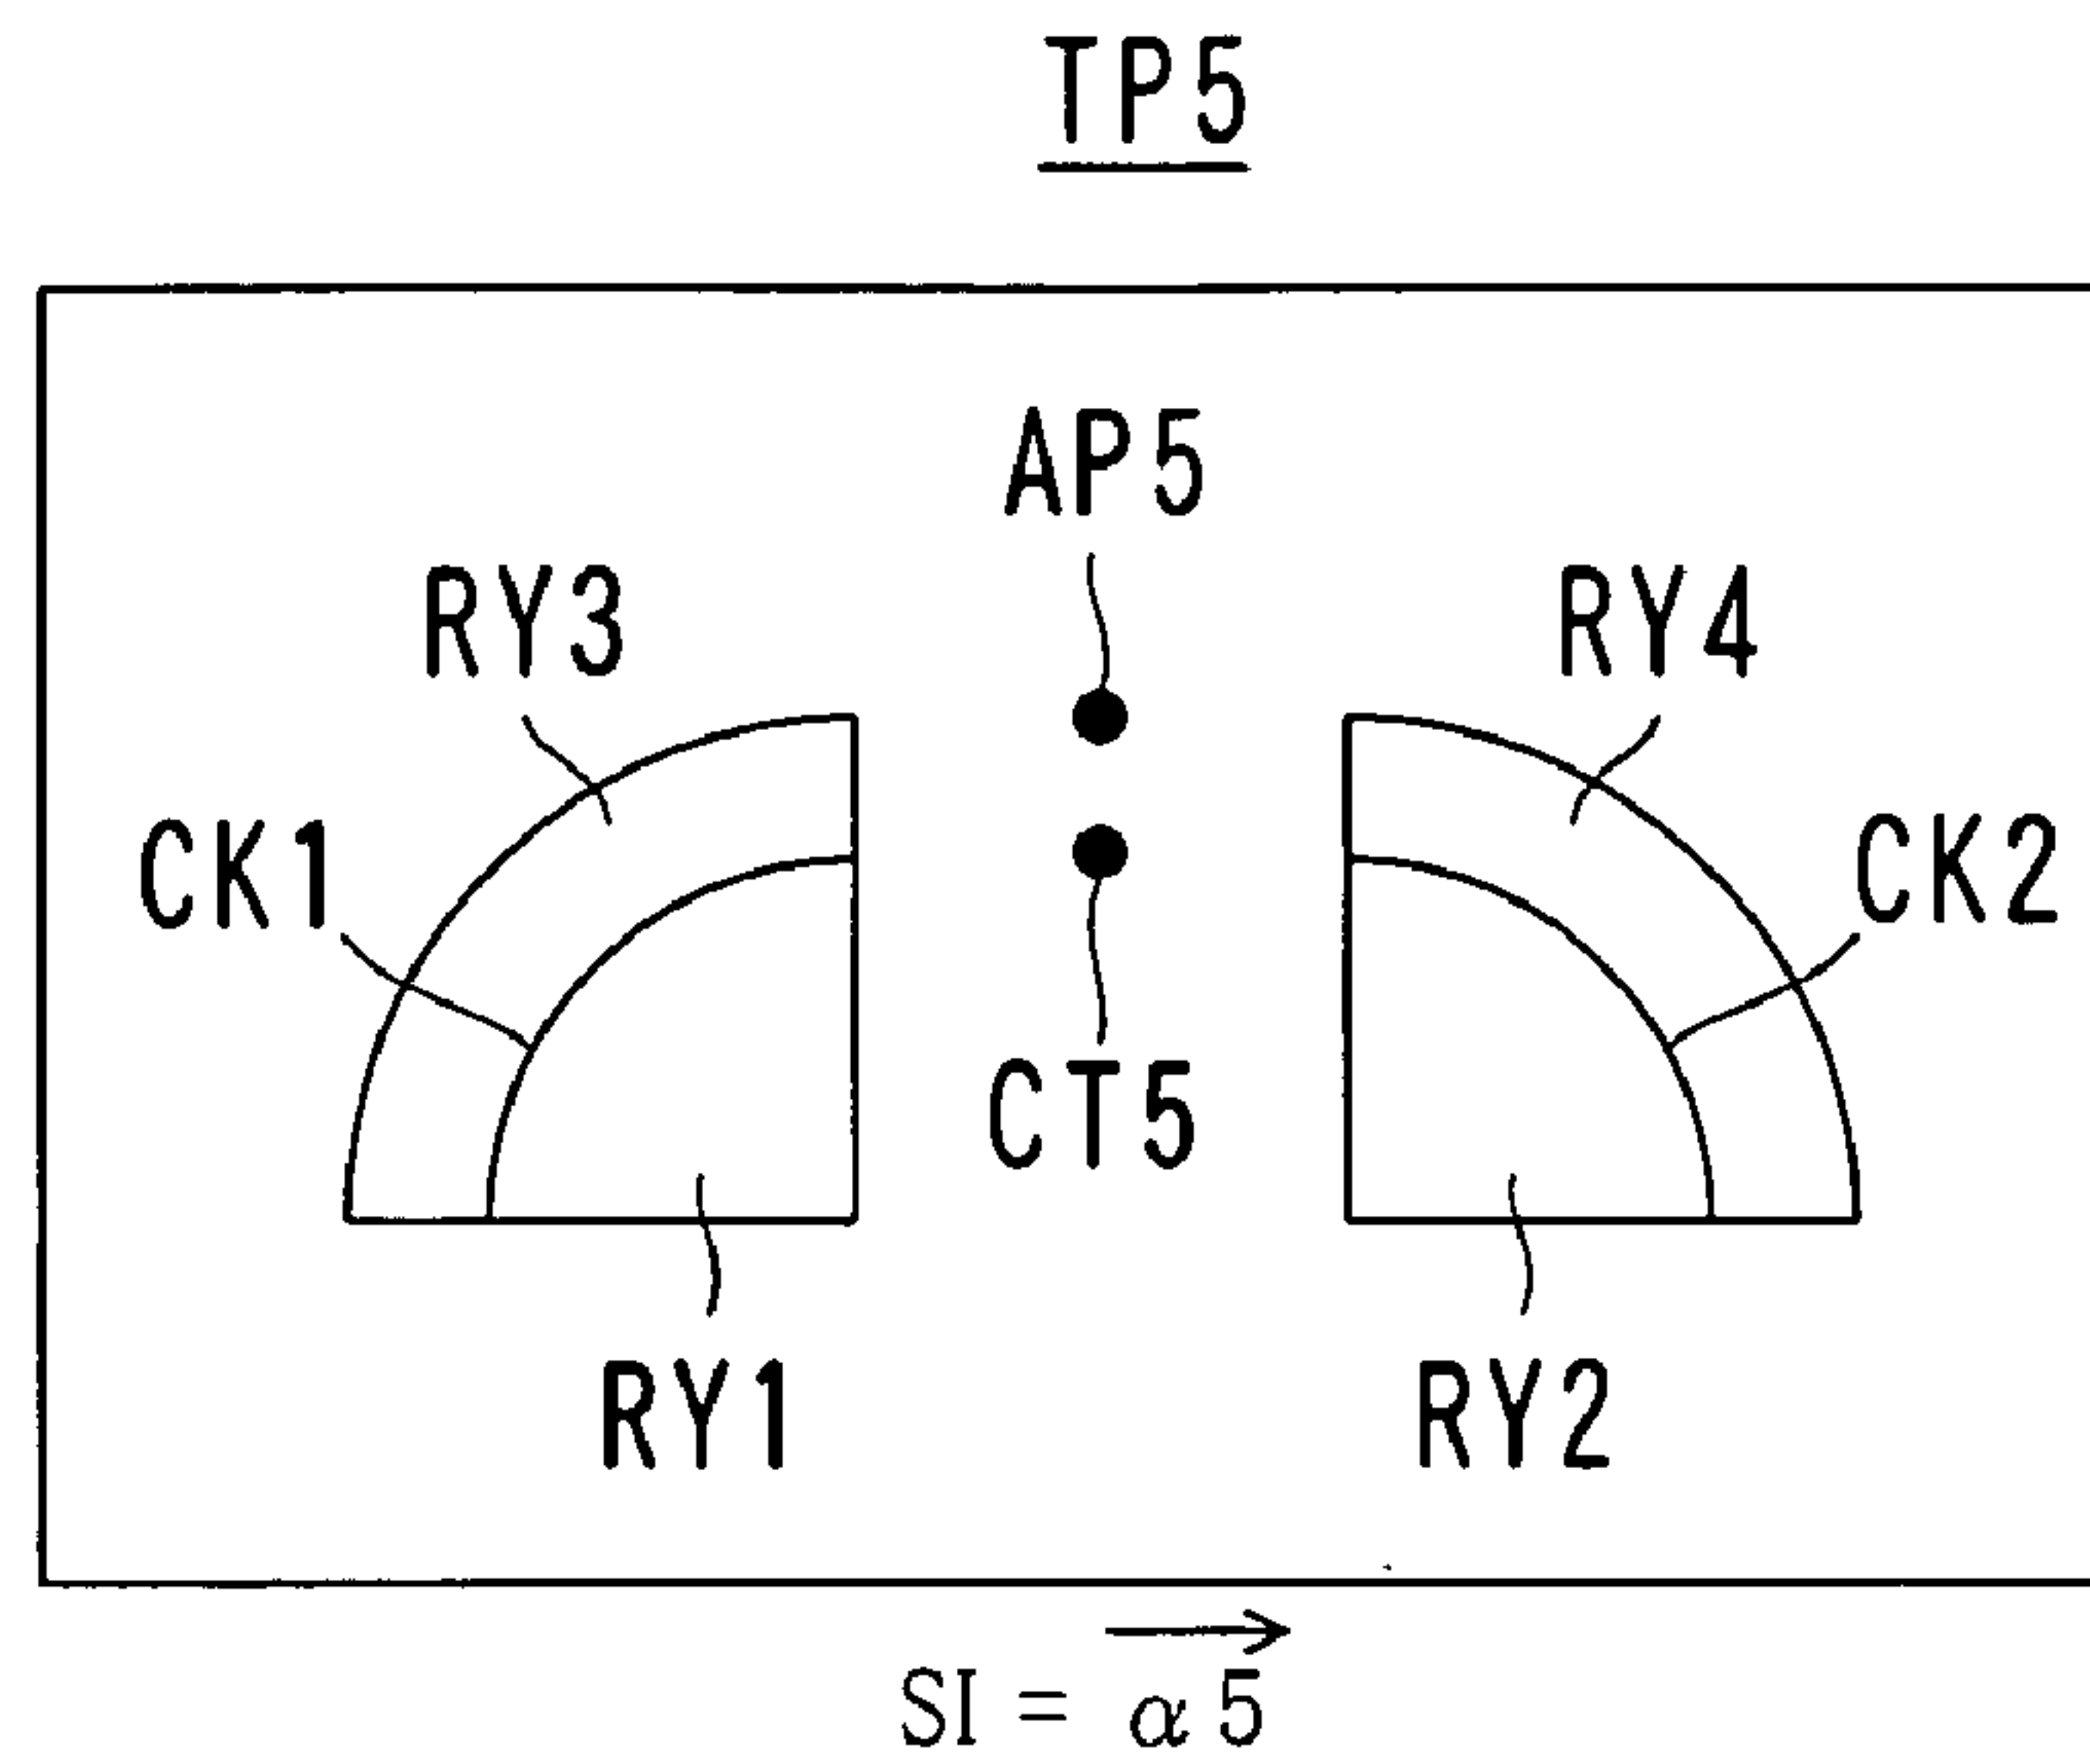 TP5
AP5
RY3
RY4
CK1
CK2
CT5
RY1
RY2
SI = α5